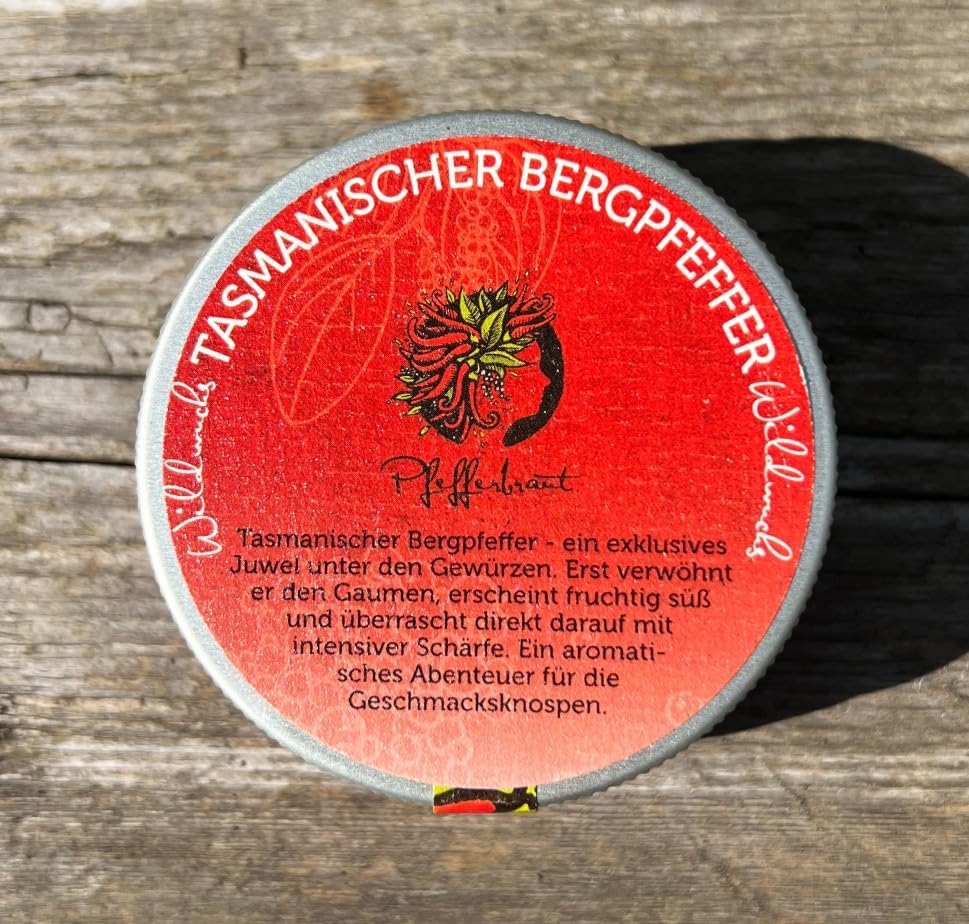 TASMANISCHER BERGPFEFFER
Wildwuchs
Wildwuchs
Pfefferbraut
Tasmanischer Bergpfeffer - ein exklusives
Juwel unter den Gewürzen. Erst verwöhnt
er den Gaumen, erscheint fruchtig süß
und überrascht direkt darauf mit
intensiver Schärfe. Ein aromati-
sches Abenteuer für die
Geschmacksknospen.